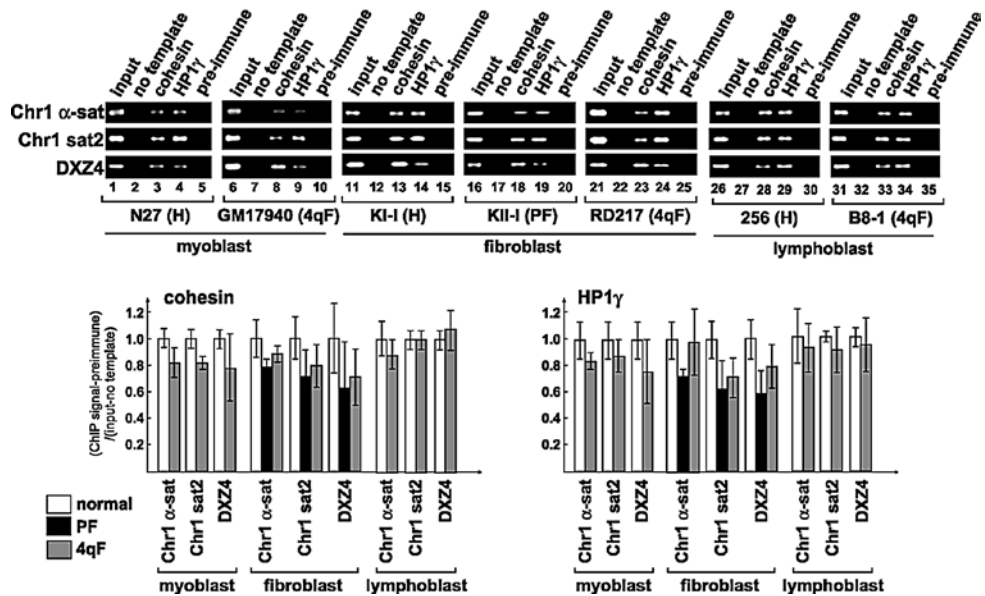 input no template cohesin HP1γ pre-immune input no template cohesin HP1γ pre-immune input no template cohesin HP1γ pre-immune input no template cohesin HP1γ pre-immune input no template cohesin HP1γ pre-immune input no template cohesin HP1γ pre-immune input no template cohesin HP1γ pre-immune
Chr1 α-sat
Chr1 sat2
DXZ4
1 2 3 4 5 6 7 8 9 10 11 12 13 14 15 16 17 18 19 20 21 22 23 24 25 26 27 28 29 30 31 32 33 34 35
N27 (H) GM17940 (4qF) KI-I (H) KII-I (PF) RD217 (4qF) 256 (H) B8-1 (4qF)
myoblast fibroblast lymphoblast
cohesin
(ChIP signal-preimmune)
/(input-no template)
1.2
1.0
0.8
0.6
0.4
0.2
Chr1 α-sat Chr1 sat2 DXZ4 Chr1 α-sat Chr1 sat2 DXZ4 Chr1 α-sat Chr1 sat2 DXZ4
myoblast fibroblast lymphoblast
HP1γ
1.2
1.0
0.8
0.6
0.4
0.2
Chr1 α-sat Chr1 sat2 DXZ4 Chr1 α-sat Chr1 sat2 DXZ4 Chr1 α-sat Chr1 sat2 DXZ4
myoblast fibroblast lymphoblast
normal
PF
4qF